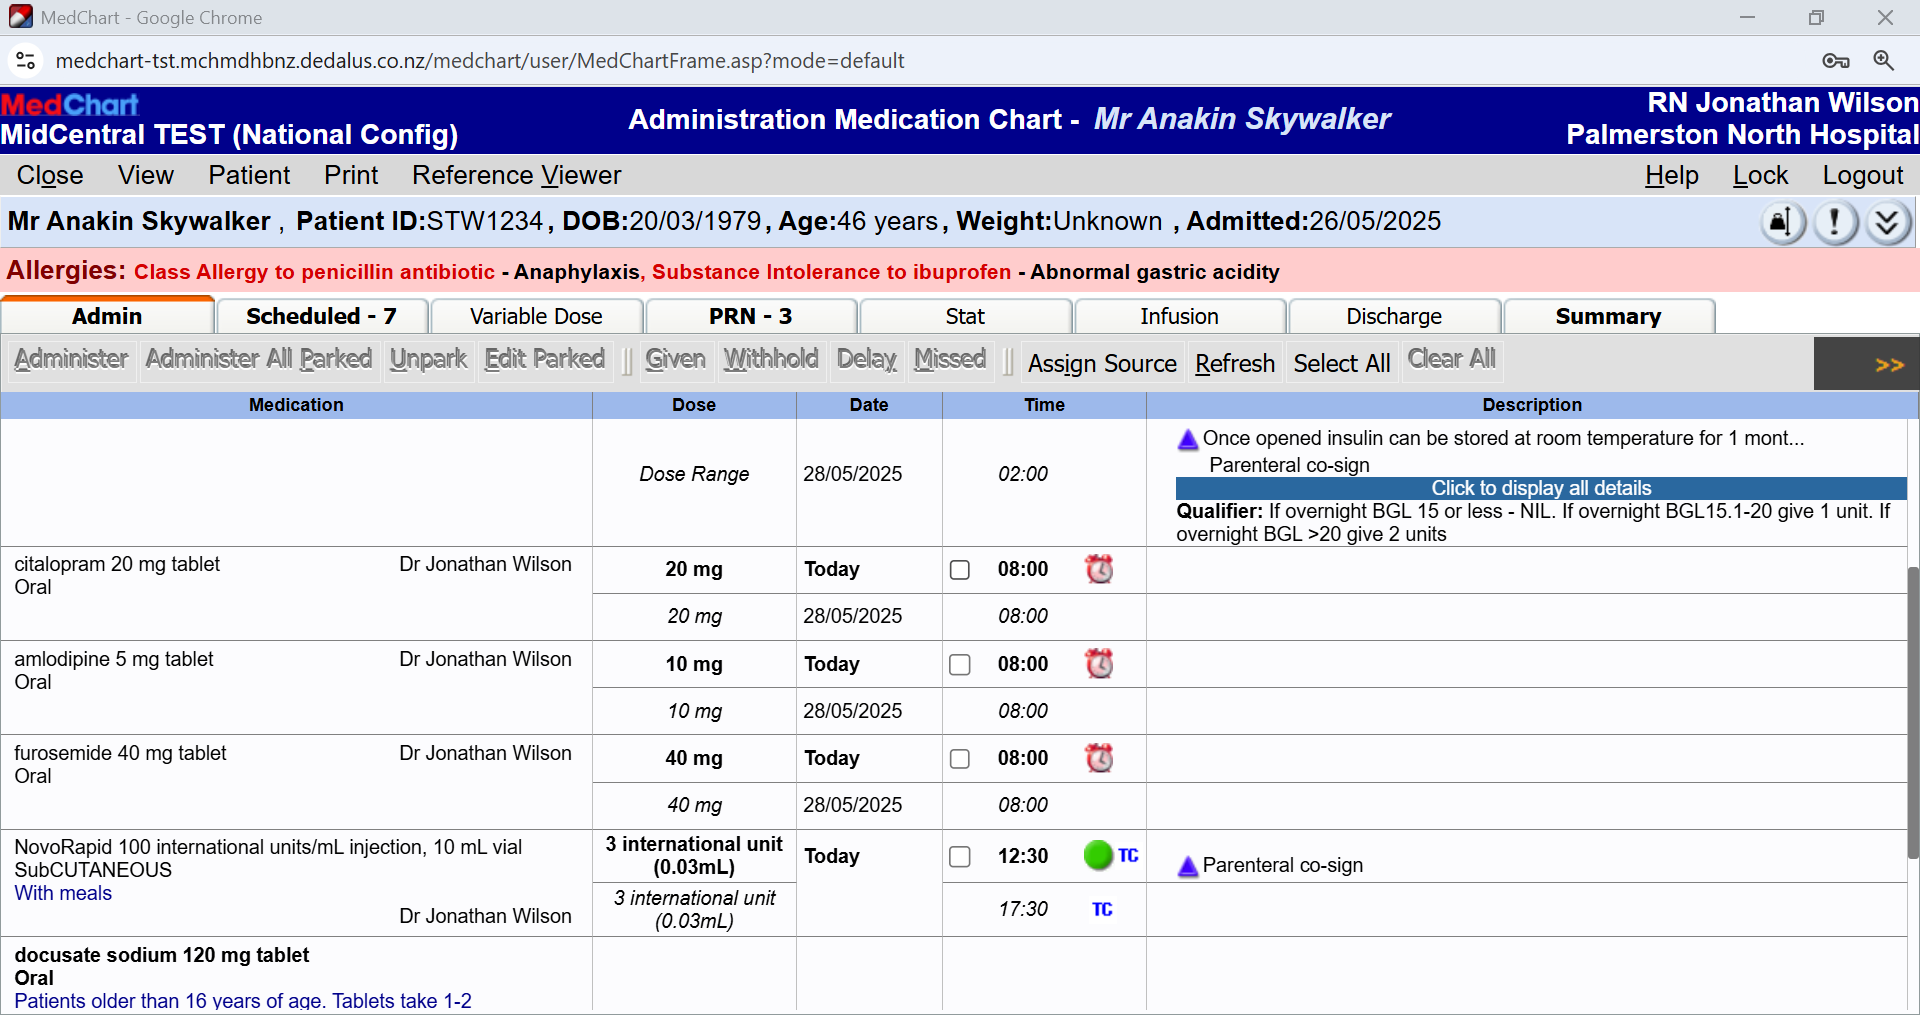 MedChart - Google Chrome
medchart-tst.mchmdhbnz.dedalus.co.nz/medchart/user/MedChartFrame.asp?mode=default
MedChart
MidCentral TEST (National Config)
Administration Medication Chart - Mr Anakin Skywalker
RN Jonathan Wilson
Palmerston North Hospital
Close View Patient Print Reference Viewer Help Lock Logout
Mr Anakin Skywalker , Patient ID:STW1234, DOB:20/03/1979, Age:46 years, Weight:Unknown , Admitted:26/05/2025
Allergies: Class Allergy to penicillin antibiotic - Anaphylaxis, Substance Intolerance to ibuprofen - Abnormal gastric acidity
Admin Scheduled - 7 Variable Dose PRN - 3 Stat Infusion Discharge Summary
Administer Administer All Parked Unpark Edit Parked Given Withhold Delay Missed Assign Source Refresh Select All Clear All >>
Medication Dose Date Time Description
Dose Range 28/05/2025 02:00
Once opened insulin can be stored at room temperature for 1 mont...
Parenteral co-sign
Click to display all details
Qualifier: If overnight BGL 15 or less - NIL. If overnight BGL15.1-20 give 1 unit. If
overnight BGL >20 give 2 units
citalopram 20 mg tablet Dr Jonathan Wilson 20 mg Today 08:00
Oral
20 mg 28/05/2025 08:00
amlodipine 5 mg tablet Dr Jonathan Wilson 10 mg Today 08:00
Oral
10 mg 28/05/2025 08:00
furosemide 40 mg tablet Dr Jonathan Wilson 40 mg Today 08:00
Oral
40 mg 28/05/2025 08:00
NovoRapid 100 international units/mL injection, 10 mL vial
SubCUTANEOUS
With meals
Dr Jonathan Wilson
3 international unit
(0.03mL)
Today 12:30 TC Parenteral co-sign
3 international unit
(0.03mL)
17:30 TC
docusate sodium 120 mg tablet
Oral
Patients older than 16 years of age. Tablets take 1-2